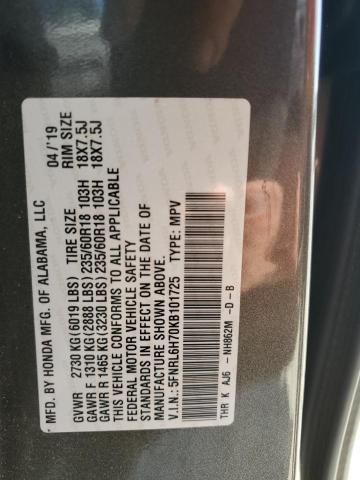 MFD. BY HONDA MFG. OF ALABAMA, LLC 04/'19
GVWR 2730 KG(6019 LBS) TIRE SIZE RIM SIZE
GAWR F 1310 KG(2888 LBS) 235/60R18 103H 18X7.5J
GAWR R 1465 KG(3230 LBS) 235/60R18 103H 18X7.5J
THIS VEHICLE CONFORMS TO ALL APPLICABLE
FEDERAL MOTOR VEHICLE SAFETY
STANDARDS IN EFFECT ON THE DATE OF
V.I.N.: 5FNRL6H70KB101725 TYPE: MPV
THR K AJ6 -NH862M -D-B